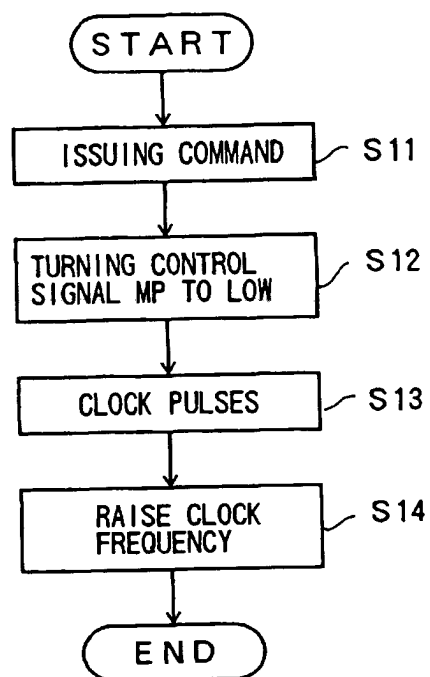 START
ISSUING COMMAND
S11
TURNING CONTROL
SIGNAL MP TO LOW
S12
CLOCK PULSES
S13
RAISE CLOCK
FREQUENCY
S14
END